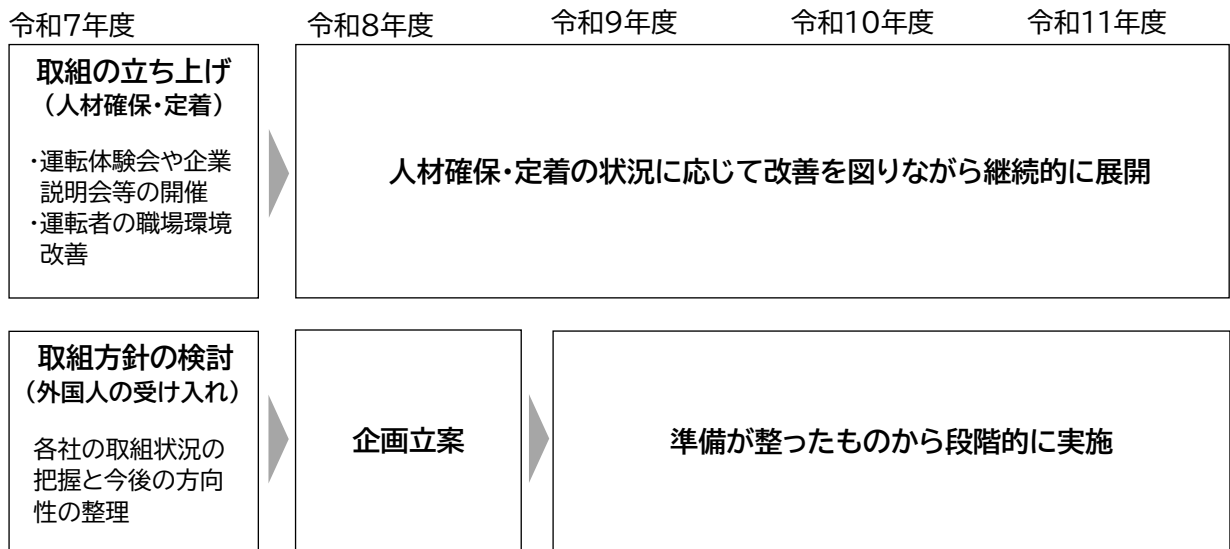 令和7年度 令和8年度 令和9年度 令和10年度 令和11年度
取組の立ち上げ
（人材確保・定着）
・運転体験会や企業
説明会等の開催
・運転者の職場環境
改善
人材確保・定着の状況に応じて改善を図りながら継続的に展開
取組方針の検討
（外国人の受け入れ）
各社の取組状況の
把握と今後の方向
性の整理
企画立案
準備が整ったものから段階的に実施